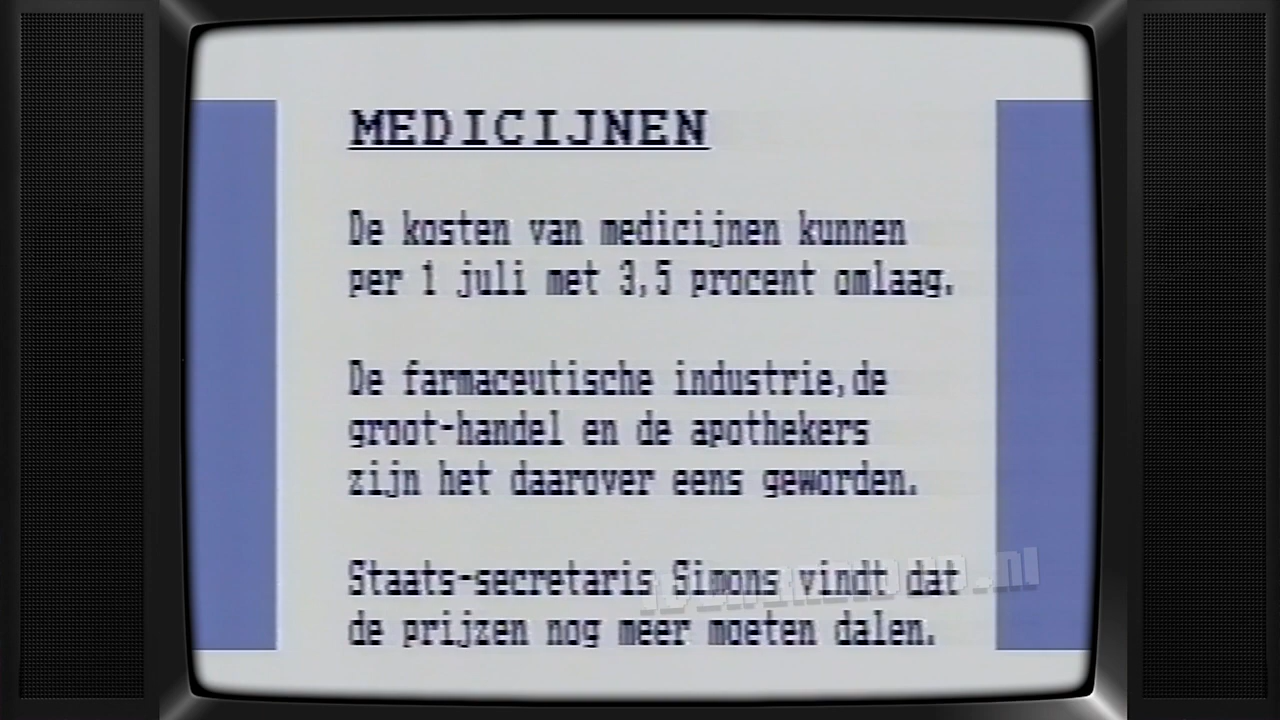 MEDICIJNEN
De kosten van medicijnen kunnen
per 1 juli met 3,5 procent omlaag.
De farmaceutische industrie,de
groot-handel en de apothekers
zijn het daarover eens geworden.
Staats-secretaris Simons vindt dat
de prijzen nog meer moeten dalen.